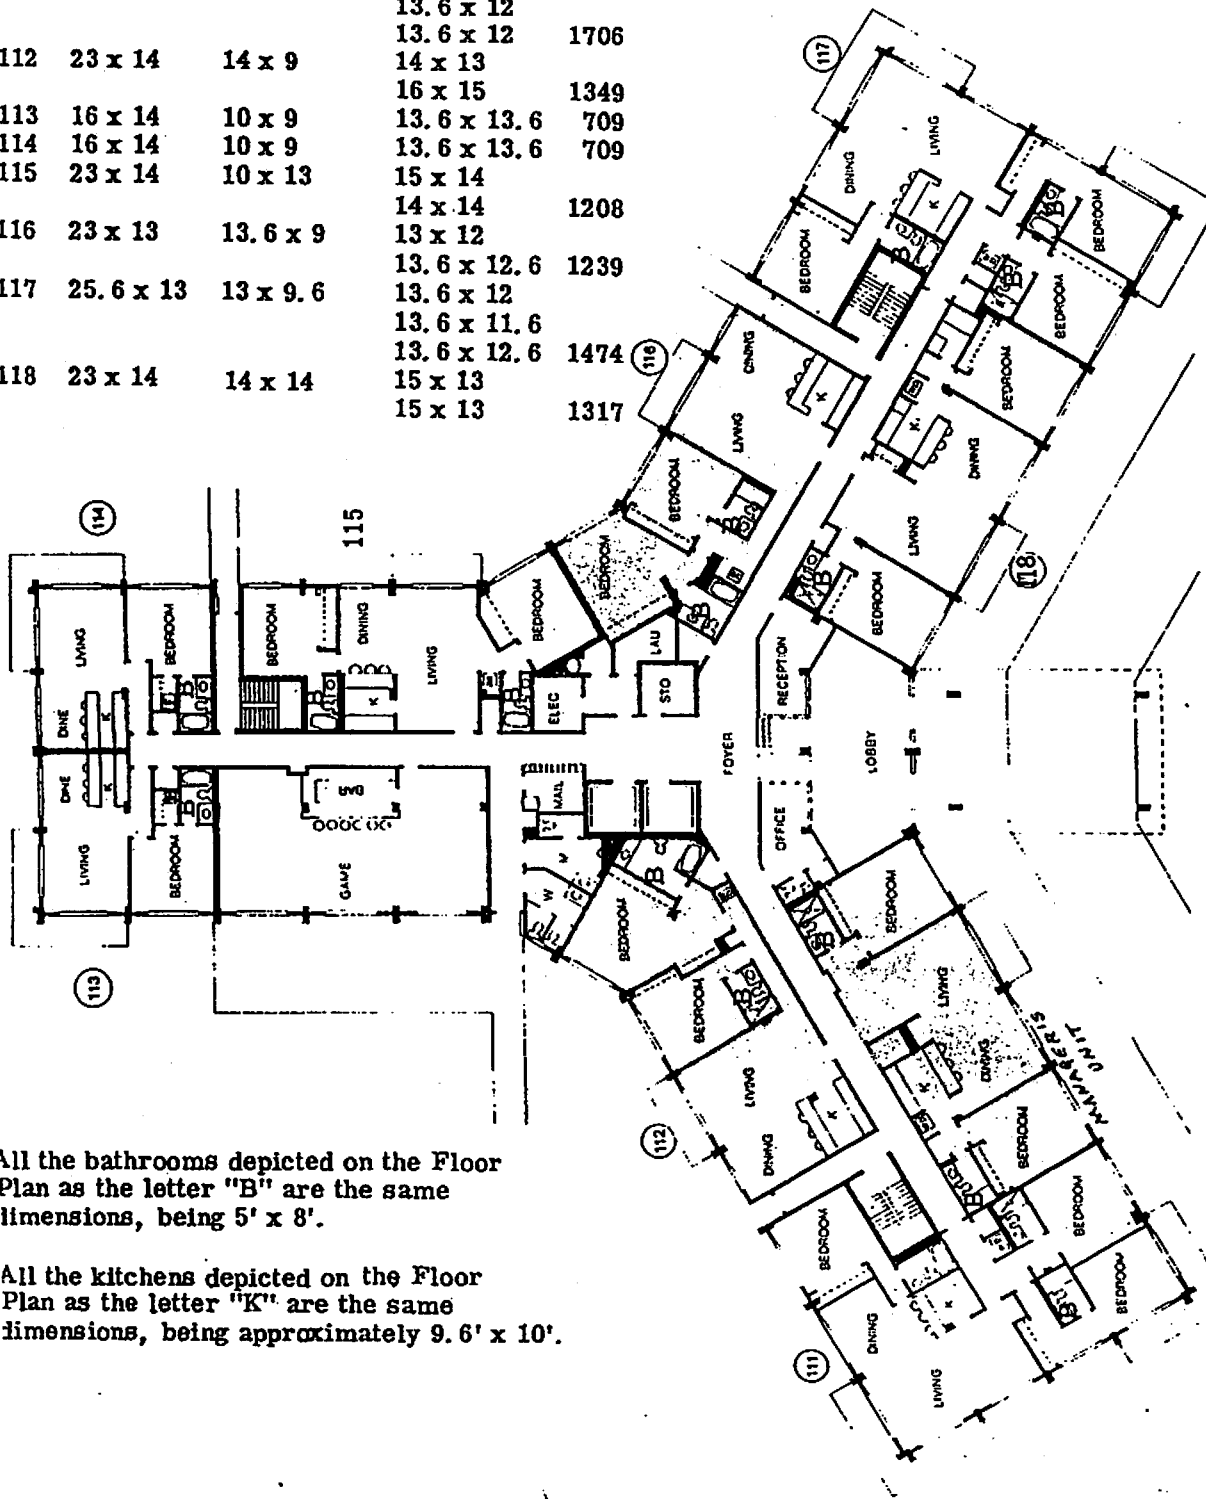 13.6 x 12
13.6 x 12 1706
112 23 x 14 14 x 9 14 x 13
16 x 15 1349
113 16 x 14 10 x 9 13.6 x 13.6 709
114 16 x 14 10 x 9 13.6 x 13.6 709
115 23 x 14 10 x 13 15 x 14
14 x 14 1208
116 23 x 13 13.6 x 9 13 x 12
13.6 x 12.6 1239
117 25.6 x 13 13 x 9.6 13.6 x 12
13.6 x 11.6
13.6 x 12.6 1474
118 23 x 14 14 x 14 15 x 13
15 x 13 1317
117
LIVING
DINING
K
B
BEDROOM
B
BEDROOM
B
BEDROOM
116
DINING
K
LIVING
BEDROOM
B
BEDROOM
K
DINING
LIVING
118
B
BEDROOM
114
LIVING
BEDROOM
DINE
K
B
115
BEDROOM
DINING
LIVING
K
B
BEDROOM
BEDROOM
B
ELEC
LAU
STO
FOYER
RECEPTION
LOBBY
OFFICE
MAIL
DINE
K
B
LIVING
BEDROOM
113
BAR
GAME
M
W
B
BEDROOM
BEDROOM
B
112
LIVING
DINING
K
B
BEDROOM
LIVING
DINING
K
MANAGERS
UNIT
BEDROOM
B
BEDROOM
BEDROOM
B
BEDROOM
DINING
K
LIVING
111
All the bathrooms depicted on the Floor
Plan as the letter "B" are the same
dimensions, being 5' x 8'.
All the kitchens depicted on the Floor
Plan as the letter "K" are the same
dimensions, being approximately 9.6' x 10'.